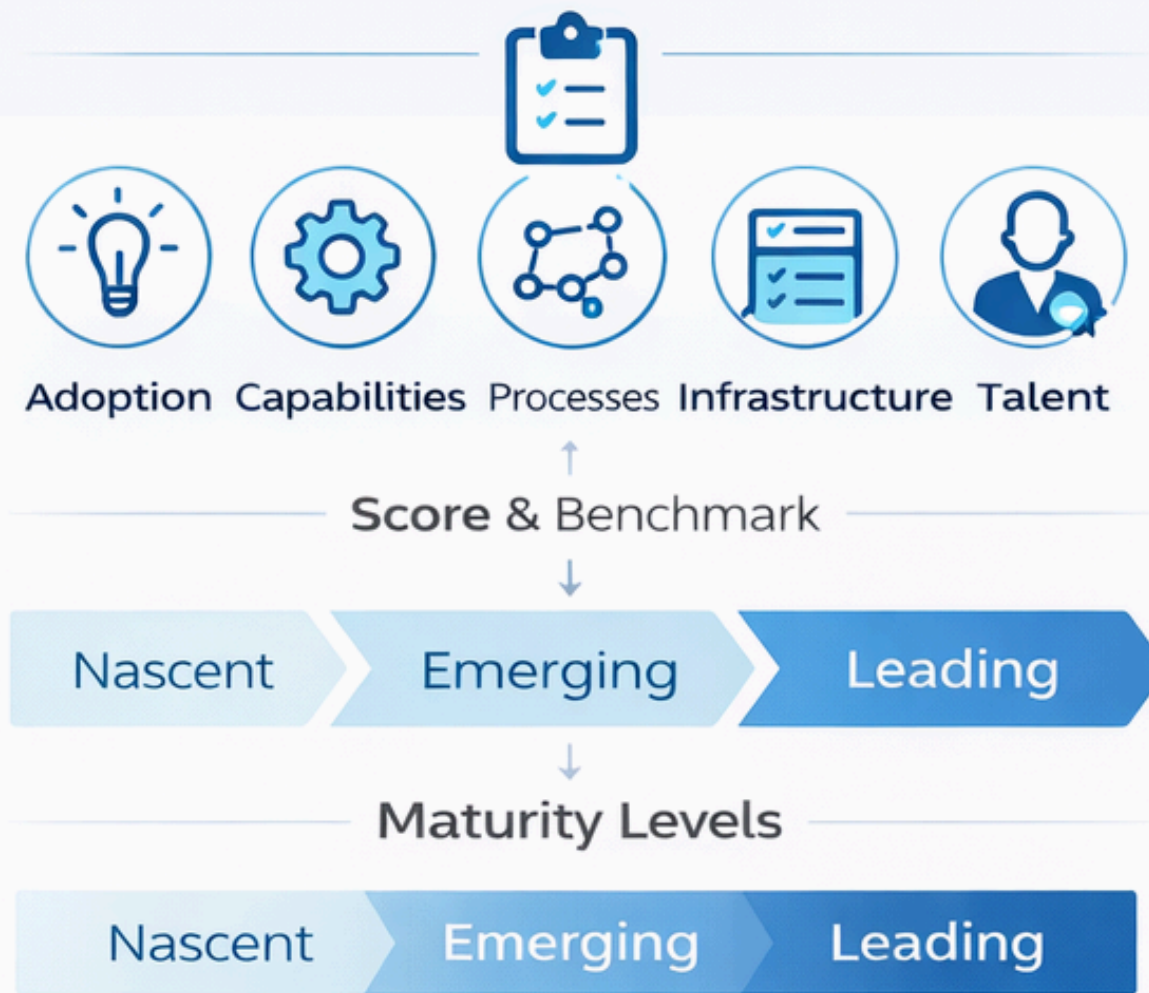 Adoption Capabilities Processes Infrastructure Talent
Score & Benchmark
Nascent Emerging Leading
Maturity Levels
Nascent Emerging Leading